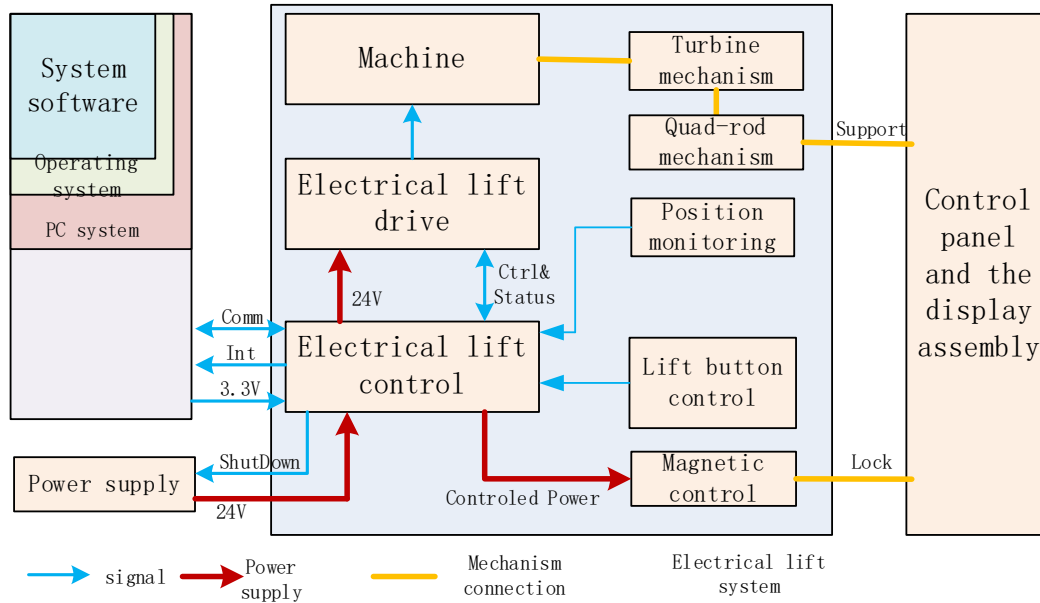 System
software
Operating
system
PC system
Machine
Turbine
mechanism
Quad-rod
mechanism
Support
Electrical lift
drive
Position
monitoring
Control
panel
and the
display
assembly
Ctrl&
Status
24V
Comm
Int
3.3V
Electrical lift
control
Lift button
control
ShutDown
Power supply
24V
Controled Power
Magnetic
control
Lock
signal
Power
supply
Mechanism
connection
Electrical lift
system